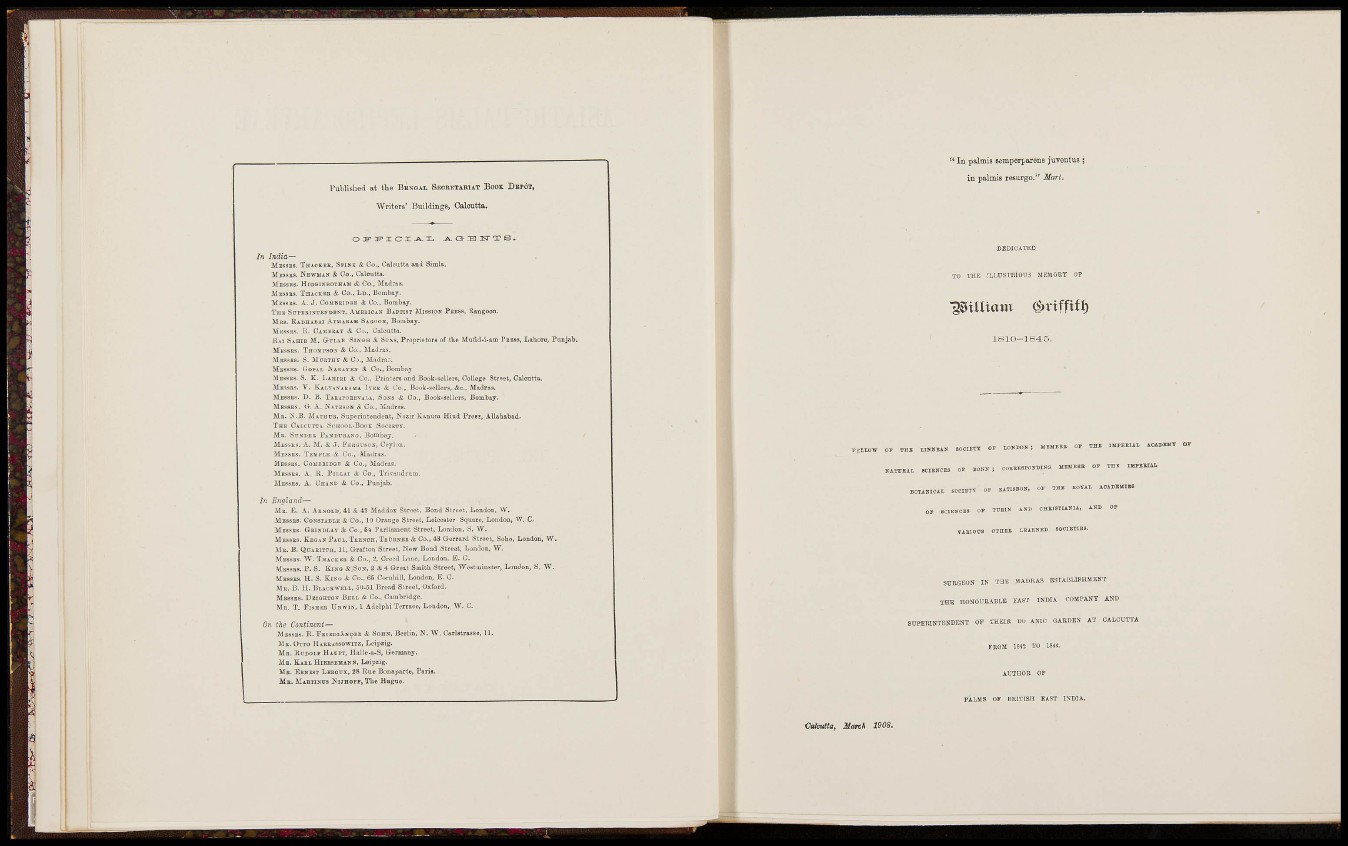 Published at the BENGAL SECRETARIAT BOOK DEPÔT,
Writers' Buildings, Calcutta.
OFFICIAL AGENTS.
In India—
MESSRS. THACKER, SPINK & Co., Calcutta and Simla.
MESSRS. NEWMAN & Co., Calcutta.
MESSRS. HIGGINBOTHAM & Co., Madras.
MESSRS. THACKER & Co., LD., Bombay.
MESSRS. A. J. COMBRIDGE & Co., Bombay.
THE SUPERINTENDENT, AMERICAN BAPTIST MISSION PRESS, Rangoon.
MRS. RADHABAI ATMARAM SAGOON, Bombay.
MESSRS. R. CAMBRAY & Co., Calcutta.
RAI SAHIB M. GULAB SINGH & SONS, Proprietors of the Mufid-i-am Press, Lahore, Punjab.
MESSRS. THOMPSON & Co., Madras.
MESSRS. S. MURTHY & Co., Madras.
MESSRS. GOPAL NARAYEN & Co., Bombay
MESSRS. S. K. LAHIRI & Co., Printers and Book-sellers, College Street, Calcutta.
MESSRS. V. KALYANARAMA IYER & Co., Book-sellers, &c., Madras.
MESSRS. D. B. TARAPOREVALA, SONS & Co., Book-sellers, Bombay.
MESSRS. G. A. NATESON & Co., Madras.
MR. N. B. MATHUR, Superintendent, Nazir Kanum Hind Press, Allahabad.
THE CALCUTTA SCHOOL-BOOK SOCIETY.
MR. SUNDER PANDURANG, Bombay.
MESSRS. A. M. & J. FERGUSON, Ceylon.
MESSRS. TEMPLE & Co., Madras.
MESSRS. COMBRIDGE & Co., Madras.
MESSRS. A. R. PILLAI & Co., Trivandrum.
MESSRS. A. CHAND & Co., Punjab.
In England—
MR. E. A. ARNOLD, 41 & 43 Maddox Street, Bond Street, London, W.
MESSRS. CONSTABLE & Co., 10 Orange Street, Leicester Square, London, W. C.
MESSRS. GRINDLAY & Co., 54 Parliament Street, London, S. W.
MESSRS. KEGAN PAUL, TRENCH, TRÜBNER & Co., 43 Gerrard Street, Soho, London, W.
MR. B. QUARITCH, 11, Grafton Street, New Bond Street, London, W.
MESSRS. W. THACKER & Co., 2, Creed Lane, London, E. C.
MESSRS. P. S. KING & SON, 2 & 4 Great Smith Street, Westminster, London, S. W.
MESSRS. H. S. KING & Co., 65 Cornhill, London, E. C.
MR. B. H. BLACKWELL, 50-51 Broad Street, Oxford.
MESSRS. DEIGHTON BELL & Co., Cambridge.
MR. T. FISHER UNWIN, 1 Adelphi Terrace, London, W. C.
On the Continent—
MESSRS. R. FRIEDLÄNDER & SOHN, Berlin, N. W. Carlstrasse, 11.
MR. OTTO HARRASSOWITZ, Leipzig.
MR. RUDOLF HAUPT, Halle-a-S, Germany.
MR. KARL HIERSEMANN, Leipzig.
MR. ERNEST LEROUX, 28 Rue Bonaparte, Paris.
MR. MARTINUS NIJHOFF, The Hague.
"In palmis semperparens juventus;
in palmis resurgo." Mart.
DEDICATED
TO THE ILLUSTRIOUS MEMORY OF
William Griffith
1810–1845.
FELLOW OF THE LINNEAN SOCIETY OF LONDON; MEMBER OF THE IMPERIAL ACADEMY OF
NATURAL SCIENCES OF BONN; CORRESPONDING MEMBER OF THE IMPERIAL
BOTANICAL SOCIETY OF RATISBON, OF THE ROYAL ACADEMIES
OF SCIENCES OF TURIN AND CHRISTIANIA, AND OF
VARIOUS OTHER LEARNED SOCIETIES.
SURGEON IN THE MADRAS ESTABLISHMENT
THE HONOURABLE EAST INDIA COMPANY AND
SUPERINTENDENT OF THEIR BO ANIC GARDEN AT CALCUTTA
FROM 1842 TO 1844.
AUTHOR OF
PALMS OF BRITISH EAST INDIA.
Calcutta, March 1908.